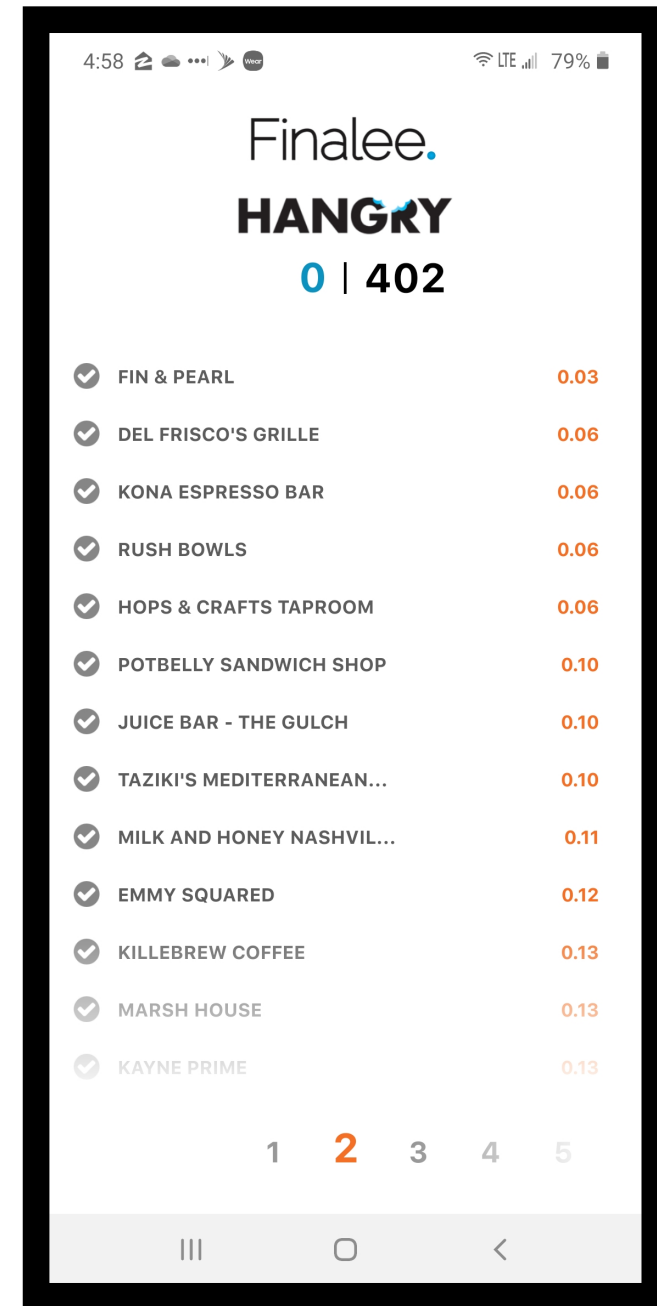 4:58 Wear LTE 79%
Finalee.
HANGRY
0 | 402
FIN & PEARL 0.03
DEL FRISCO'S GRILLE 0.06
KONA ESPRESSO BAR 0.06
RUSH BOWLS 0.06
HOPS & CRAFTS TAPROOM 0.06
POTBELLY SANDWICH SHOP 0.10
JUICE BAR - THE GULCH 0.10
TAZIKI'S MEDITERRANEAN... 0.10
MILK AND HONEY NASHVIL... 0.11
EMMY SQUARED 0.12
KILLEBREW COFFEE 0.13
MARSH HOUSE 0.13
KAYNE PRIME 0.13
1 2 3 4 5